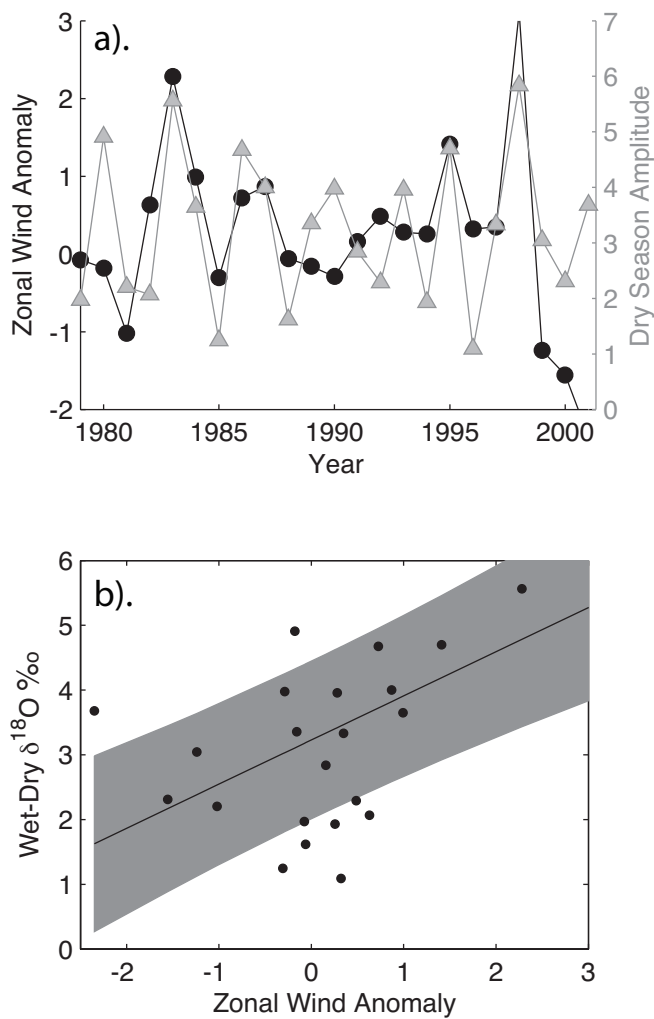 a).
3
2
1
0
-1
-2
Zonal Wind Anomaly
7
6
5
4
3
2
1
0
Dry Season Amplitude
1980 1985 1990 1995 2000
Year
b).
6
5
4
3
2
1
0
Wet-Dry δ¹⁸O ‰
-2 -1 0 1 2 3
Zonal Wind Anomaly